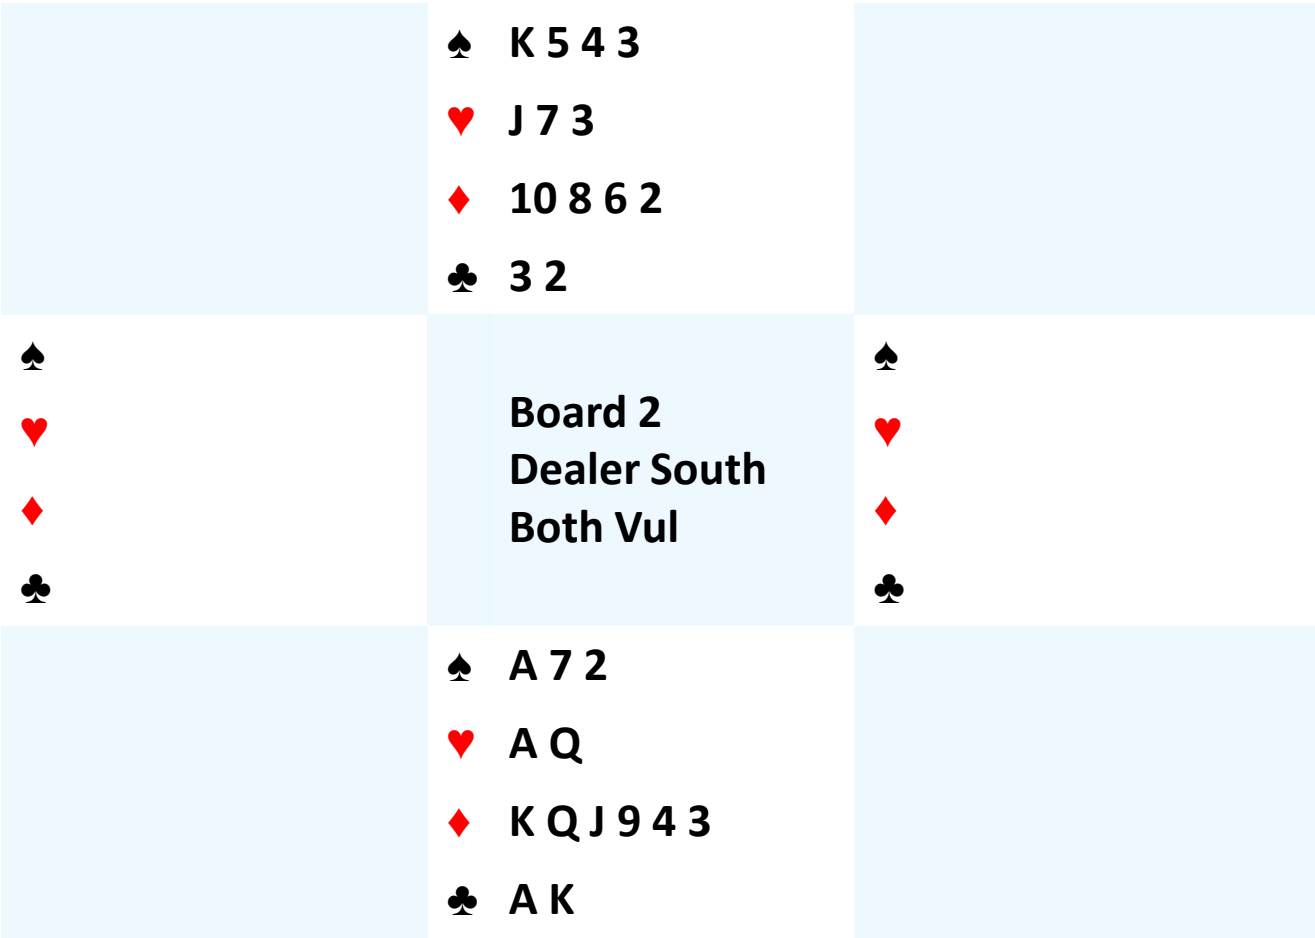 ♠ K 5 4 3
♥ J 7 3
♦ 10 8 6 2
♣ 3 2
♠ ♠
♥ Board 2 ♥
Dealer South
♦ Both Vul ♦
♣ ♣
♠ A 7 2
♥ A Q
♦ K Q J 9 4 3
♣ A K